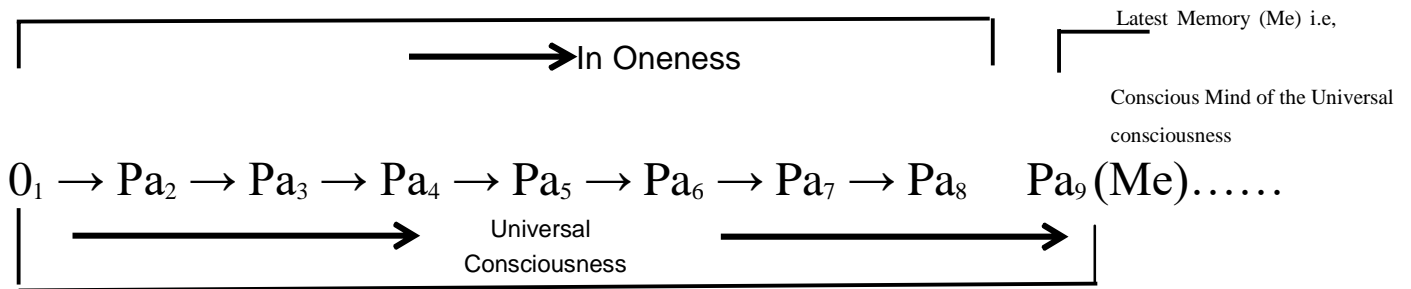 Latest Memory (Me) i.e,
In Oneness
Conscious Mind of the Universal
consciousness
0₁ → Pa₂ → Pa₃ → Pa₄ → Pa₅ → Pa₆ → Pa₇ → Pa₈ Pa₉ (Me)......
Universal
Consciousness